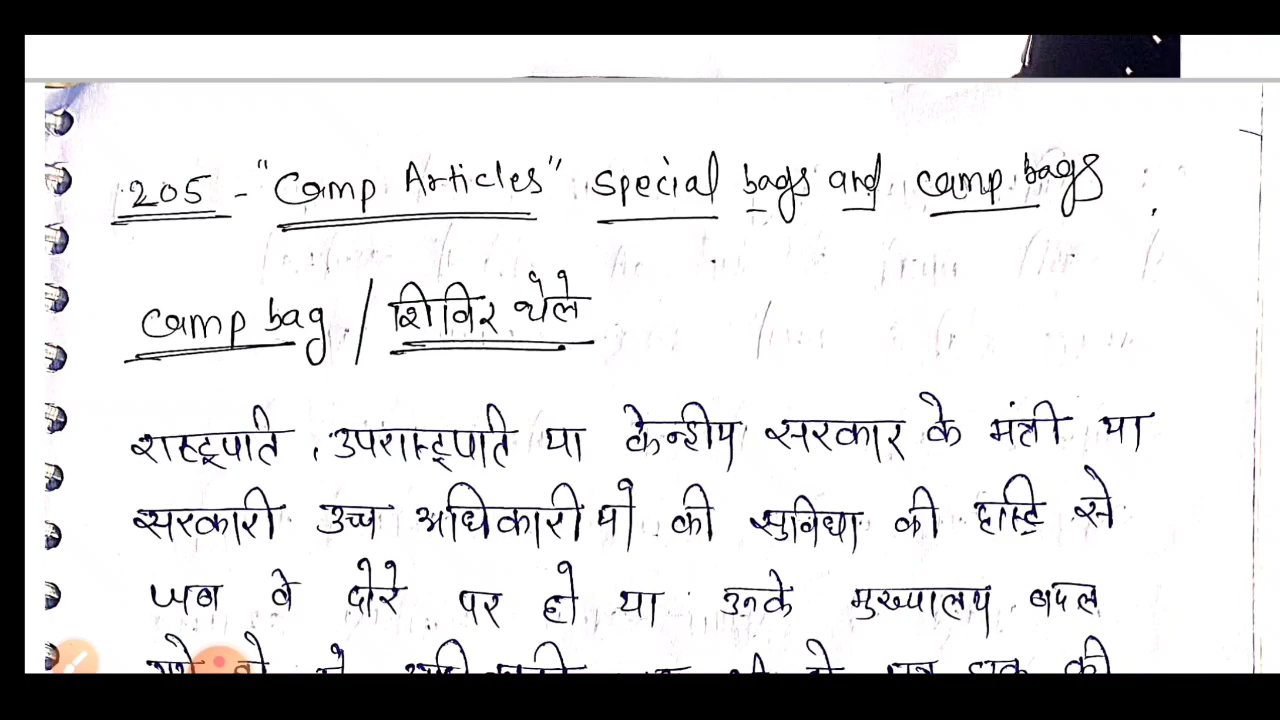 205 - "Camp Articles" special bags and camp bags
camp bag / शिविर थैले
राष्ट्रपति, उपराष्ट्रपति या केन्द्रीय सरकार के मंत्री या
सरकारी उच्च अधिकारीयो की सुविधा की दृष्टि से
जब वे दौरे पर हो या उनके मुख्यालय बदल